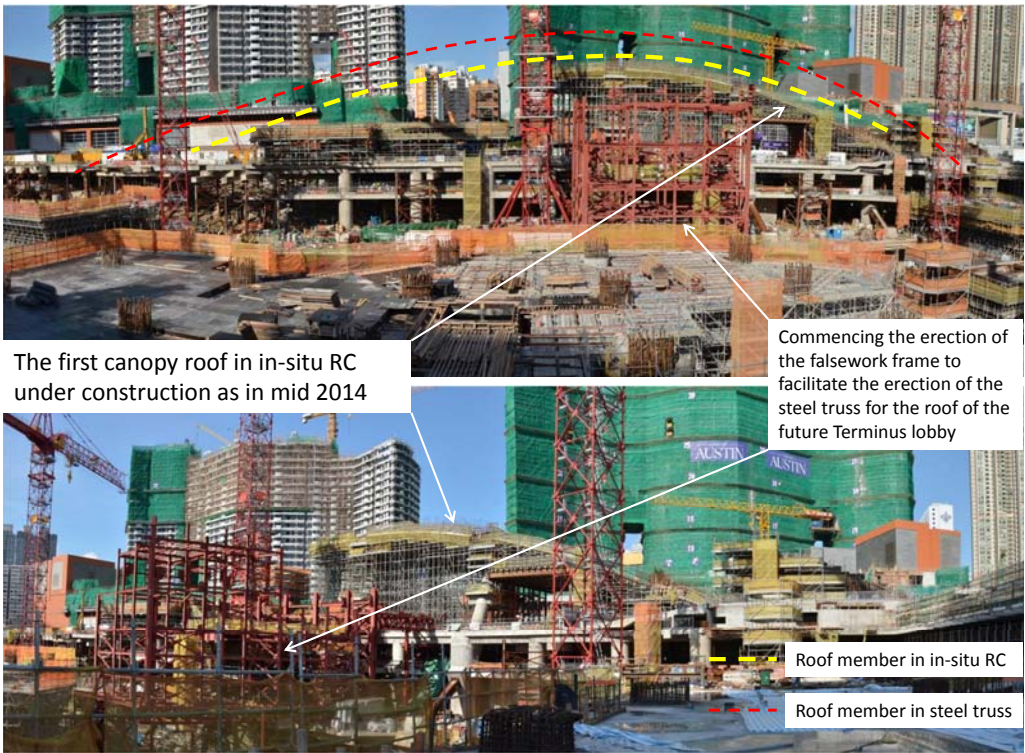 The first canopy roof in in-situ RC
under construction as in mid 2014
Commencing the erection of
the falsework frame to
facilitate the erection of the
steel truss for the roof of the
future Terminus lobby
AUSTIN
AUSTIN
Roof member in in-situ RC
Roof member in steel truss